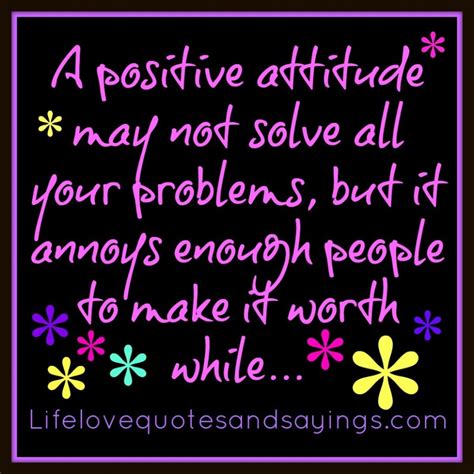 A positive attitude
may not solve all
your problems, but it
annoys enough people
to make it worth
while...
Lifelovequotesandsayings.com